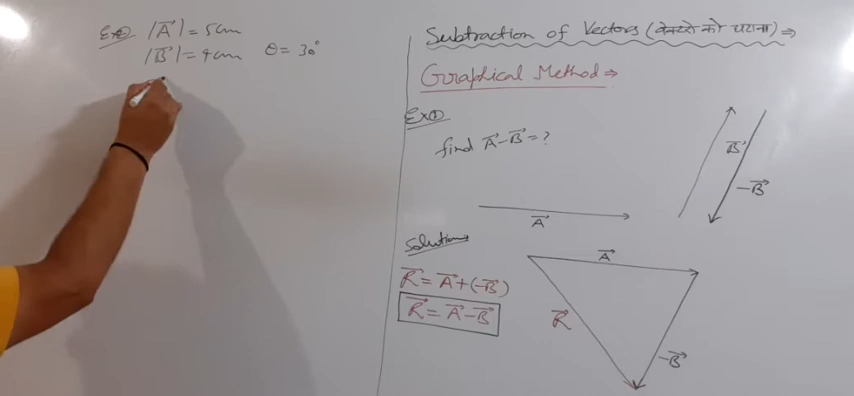 Ex② |A⃗| = 5cm
|B⃗| = 4cm θ = 30°
Subtraction of Vectors (वेक्टरो को घटाना) ⇒
Graphical Method ⇒
Ex①
find A⃗ - B⃗ = ?
B⃗
-B⃗
A⃗
Solution
R⃗ = A⃗ + (-B⃗)
R⃗ = A⃗ - B⃗
A⃗
R⃗
-B⃗